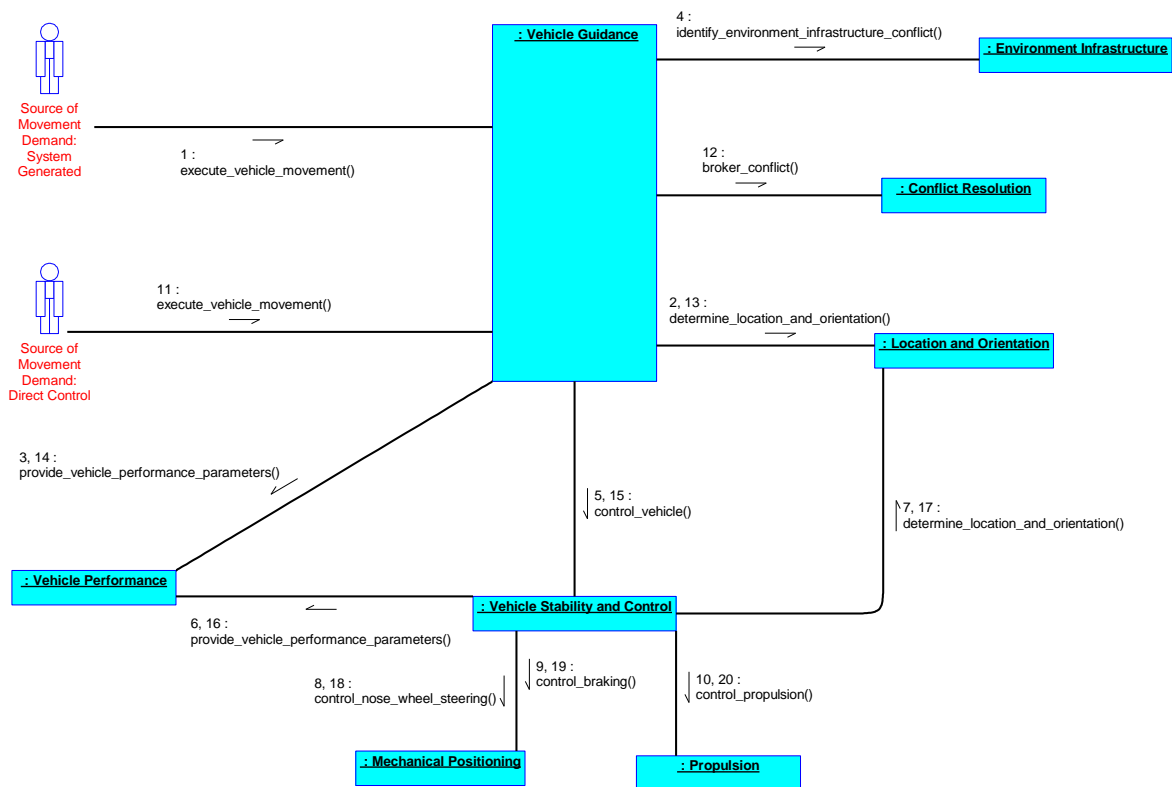 : Vehicle Guidance
4 :
identify_environment_infrastructure_conflict()
: Environment Infrastructure
Source of
Movement
Demand:
System
Generated
1 :
execute_vehicle_movement()
12 :
broker_conflict()
: Conflict Resolution
11 :
execute_vehicle_movement()
2, 13 :
determine_location_and_orientation()
: Location and Orientation
Source of
Movement
Demand:
Direct Control
3, 14 :
provide_vehicle_performance_parameters()
5, 15 :
control_vehicle()
7, 17 :
determine_location_and_orientation()
: Vehicle Performance
: Vehicle Stability and Control
6, 16 :
provide_vehicle_performance_parameters()
8, 18 :
control_nose_wheel_steering()
9, 19 :
control_braking()
10, 20 :
control_propulsion()
: Mechanical Positioning
: Propulsion